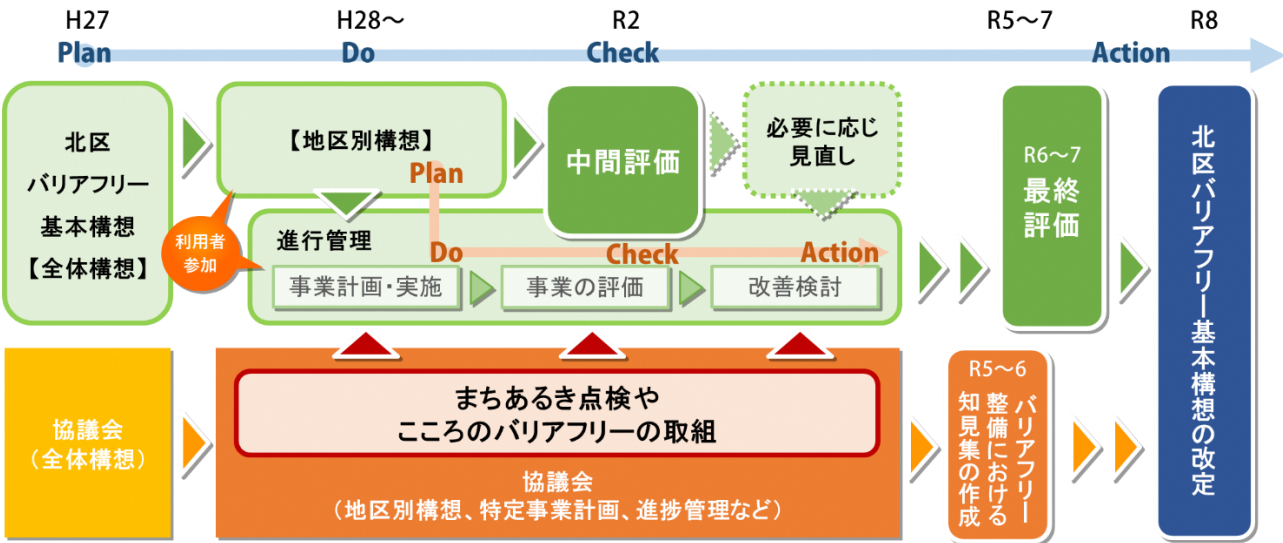 H27
H28～
R2
R5～7
R8
Plan
Do
Check
Action
北区
バリアフリー
基本構想
【全体構想】
【地区別構想】
Plan
中間評価
必要に応じ
見直し
利用者
参加
進行管理
Do
Check
Action
事業計画・実施
事業の評価
改善検討
R6～7
最終
評価
北区バリアフリー基本構想の改定
協議会
（全体構想）
まちあるき点検や
こころのバリアフリーの取組
協議会
（地区別構想、特定事業計画、進捗管理など）
R5～6
バリアフリー
整備における
知見集の作成